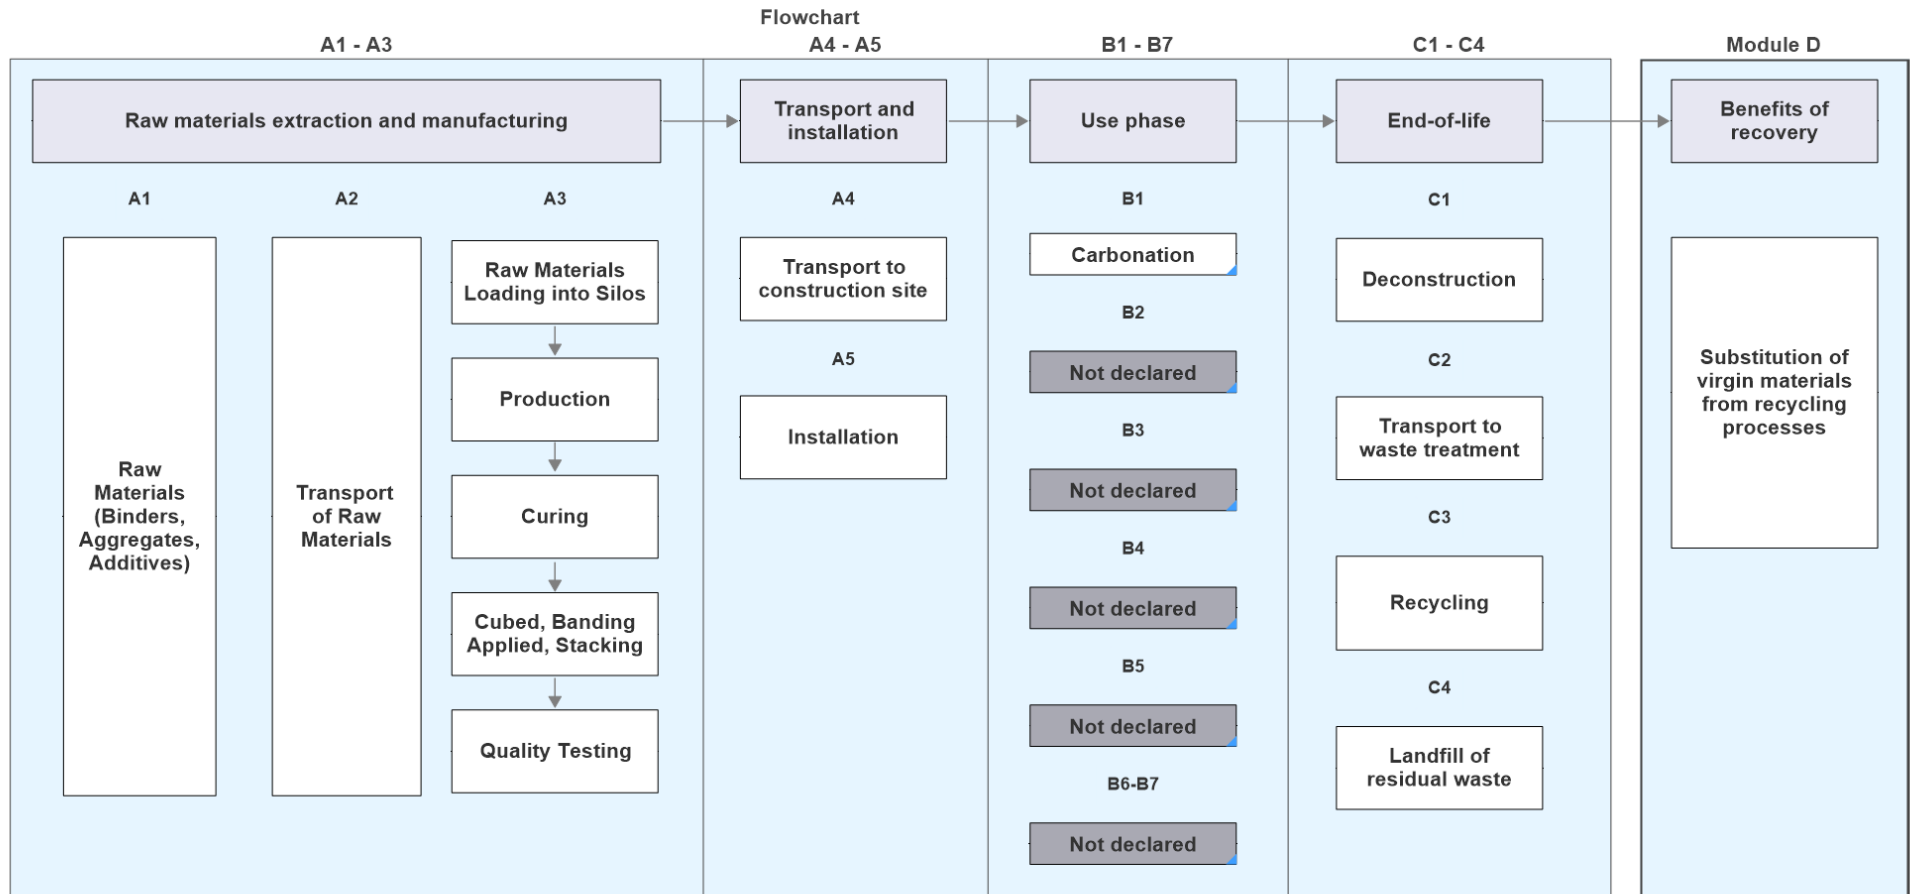 Flowchart
A1 - A3
A4 - A5
B1 - B7
C1 - C4
Module D
Raw materials extraction and manufacturing
Transport and
installation
Use phase
End-of-life
Benefits of
recovery
A1
Raw
Materials
(Binders,
Aggregates,
Additives)
A2
Transport
of Raw
Materials
A3
Raw Materials
Loading into Silos
Production
Curing
Cubed, Banding
Applied, Stacking
Quality Testing
A4
Transport to
construction site
A5
Installation
B1
Carbonation
B2
Not declared
B3
Not declared
B4
Not declared
B5
Not declared
B6-B7
Not declared
C1
Deconstruction
C2
Transport to
waste treatment
C3
Recycling
C4
Landfill of
residual waste
Substitution of
virgin materials
from recycling
processes